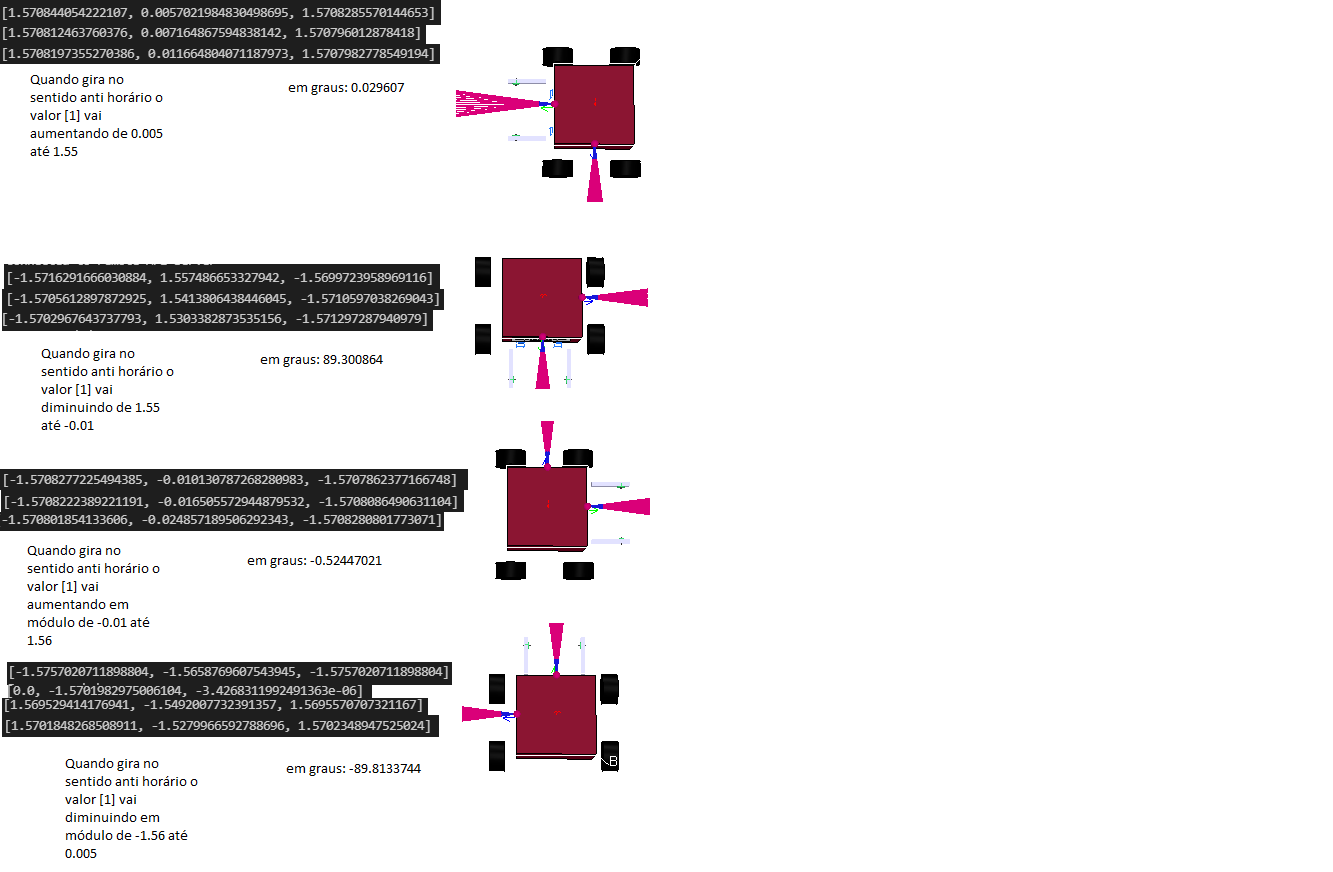 [1.570844054222107, 0.0057021984830498695, 1.5708285570144653]
[1.570812463760376, 0.007164867594838142, 1.570796012878418]
[1.5708197355270386, 0.011664804071187973, 1.5707982778549194]
Quando gira no
sentido anti horário o
valor [1] vai
aumentando de 0.005
até 1.55
em graus: 0.029607
[-1.5716291666030884, 1.557486653327942, -1.5699723958969116]
[-1.5705612897872925, 1.5413806438446045, -1.5710597038269043]
[-1.5702967643737793, 1.5303382873535156, -1.571297287940979]
Quando gira no
sentido anti horário o
valor [1] vai
diminuindo de 1.55
até -0.01
em graus: 89.300864
[-1.5708277225494385, -0.010130787268280983, -1.5707862377166748]
[-1.5708222389221191, -0.016505572944879532, -1.5708086490631104]
-1.570801854133606, -0.024857189506292343, -1.5708280801773071]
Quando gira no
sentido anti horário o
valor [1] vai
aumentando em
módulo de -0.01 até
1.56
em graus: -0.52447021
[-1.5757020711898804, -1.5658769607543945, -1.5757020711898804]
[0.0, -1.5701982975006104, -3.4268311992491363e-06]
[1.569529414176941, -1.5492007732391357, 1.5695570707321167]
[1.5701848268508911, -1.5279966592788696, 1.5702348947525024]
Quando gira no
sentido anti horário o
valor [1] vai
diminuindo em
módulo de -1.56 até
0.005
em graus: -89.8133744
B